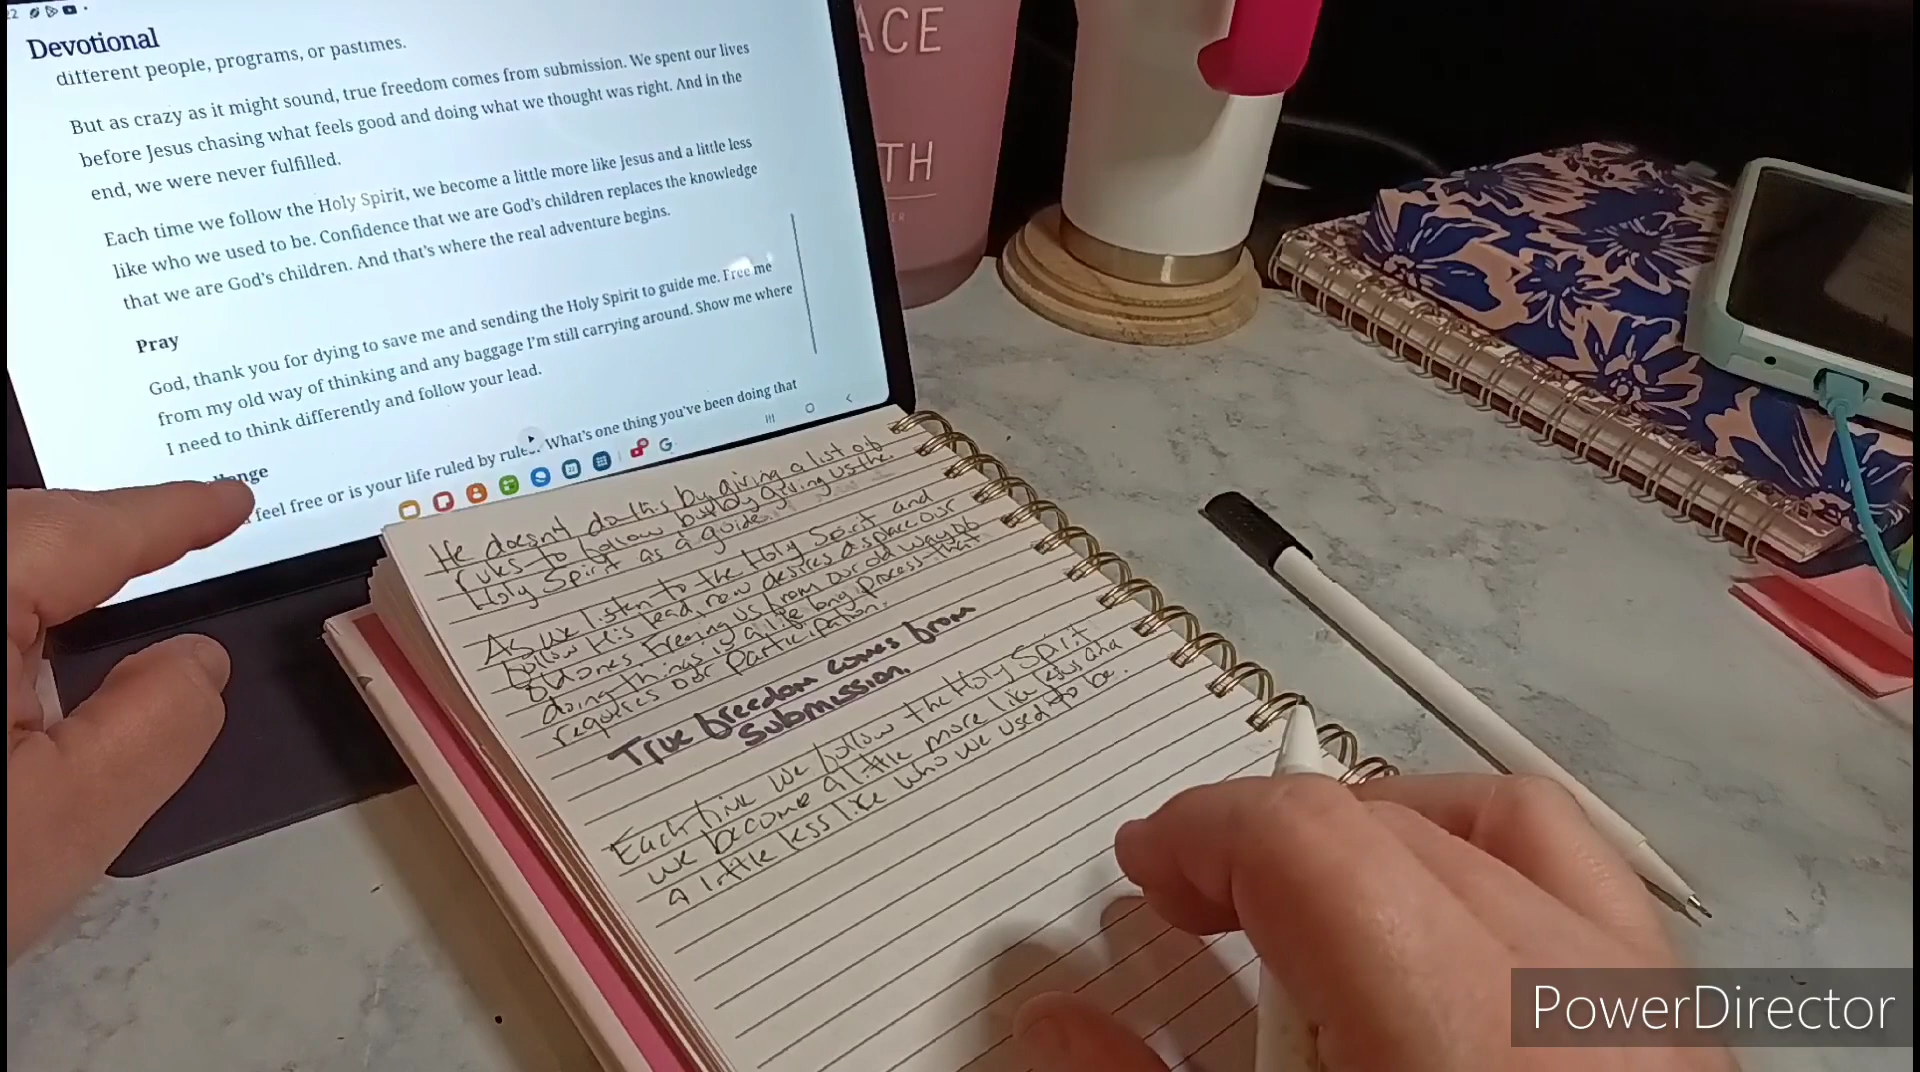 Devotional
different people, programs, or pastimes.
But as crazy as it might sound, true freedom comes from submission. We spent our lives
before Jesus chasing what feels good and doing what we thought was right. And in the
end, we were never fulfilled.
Each time we follow the Holy Spirit, we become a little more like Jesus and a little less
like who we used to be. Confidence that we are God's children replaces the knowledge
that we are God's children. And that's where the real adventure begins.
Pray
God, thank you for dying to save me and sending the Holy Spirit to guide me. Free me
from my old way of thinking and any baggage I'm still carrying around. Show me where
I need to think differently and follow your lead.
feel free or is your life ruled by rules? What's one thing you've been doing that
He doesn't do this by giving a list of
rules to follow but by giving us the
Holy Spirit as a guide.
As we listen to the Holy Spirit and
follow His lead new desires displace our
old ones. Freeing us from our old way of
doing things is a life long process that
requires our participation.
True freedom comes from
Submission.
Each time we follow the Holy Spirit
we become a little more like Jesus and
a little less like who we used to be.
ACE
TH
PowerDirector